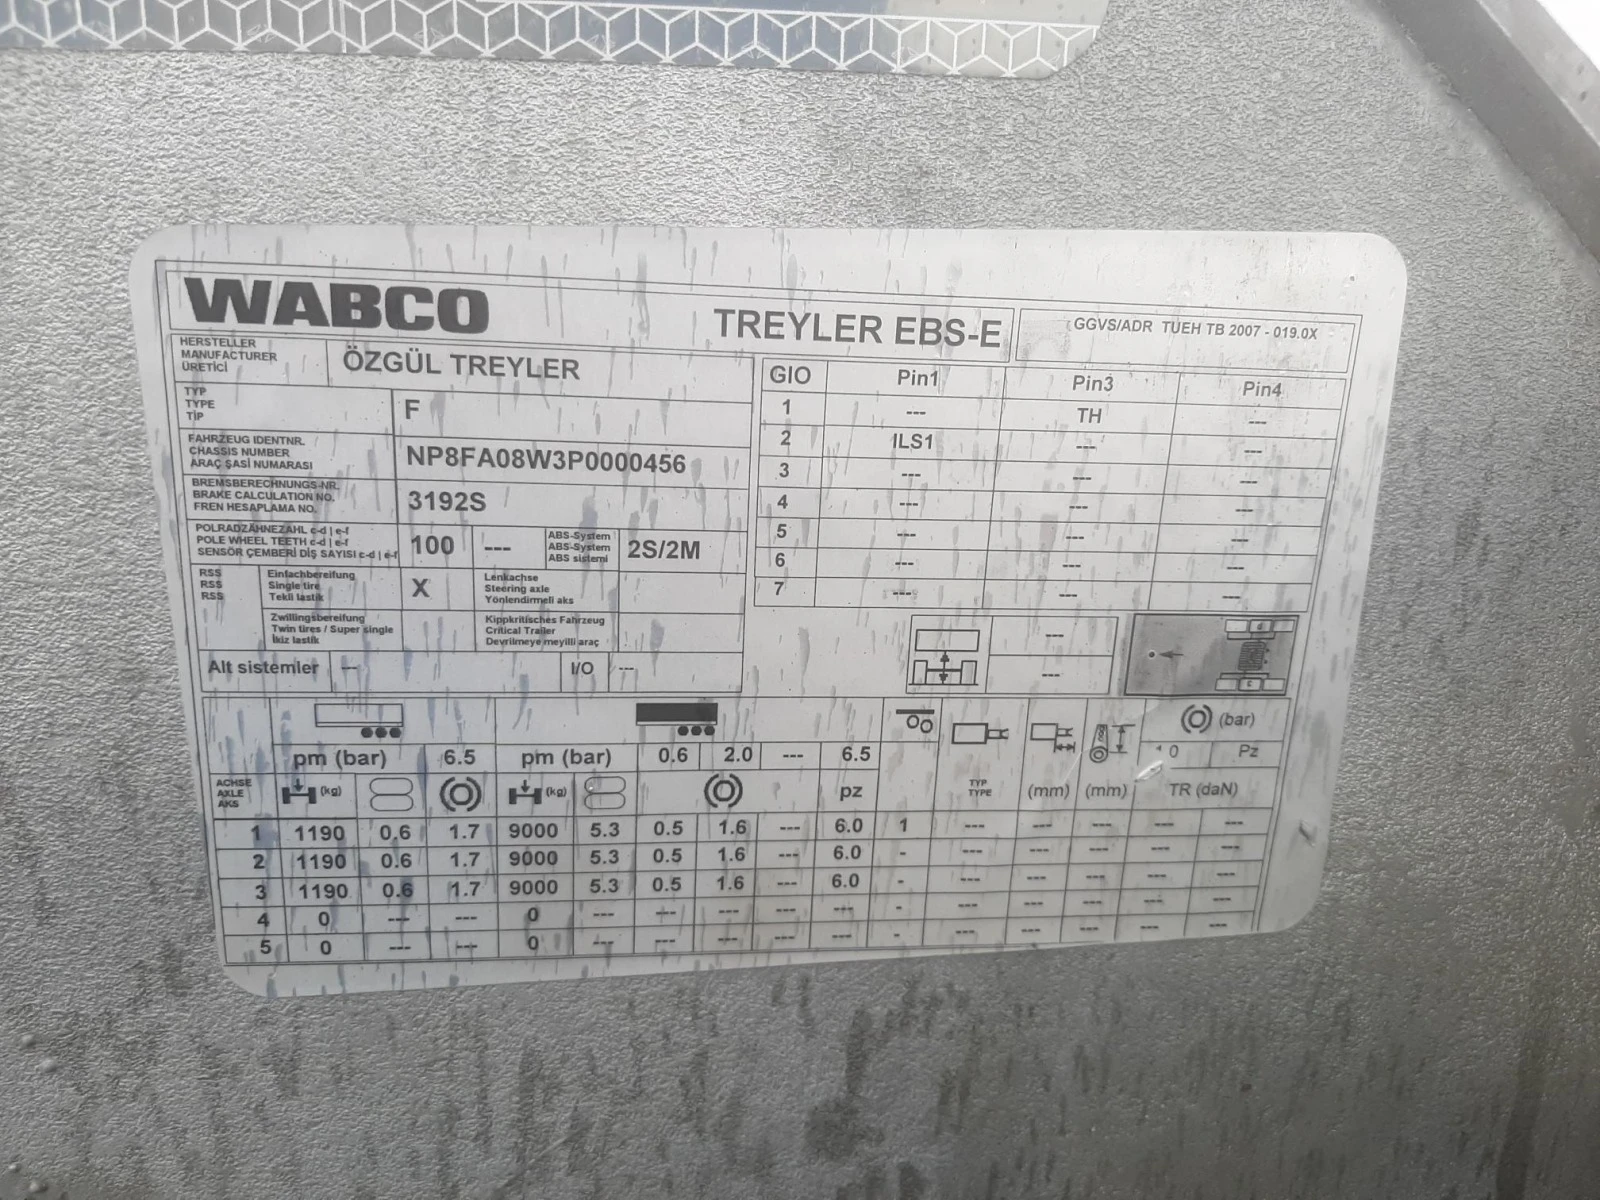 WABCO
TREYLER EBS-E
GGVS/ADR TUEH TB 2007 - 019.0X
HERSTELLER
MANUFACTURER
ÜRETİCİ
ÖZGÜL TREYLER
TYP
TYPE
TİP
F
FAHRZEUG IDENTNR.
CHASSIS NUMBER
ARAÇ ŞASİ NUMARASI
NP8FA08W3P0000456
BREMSBERECHNUNGS-NR.
BRAKE CALCULATION NO.
FREN HESAPLAMA NO.
3192S
POLRADZÄHNEZAHL c-d | e-f
POLE WHEEL TEETH c-d | e-f
SENSÖR ÇEMBERİ DİŞ SAYISI c-d | e-f
100 ---
ABS-System
ABS-System
ABS sistemi
2S/2M
RSS
RSS
RSS
Einfachbereifung
Single tire
Tekli lastik
X
Lenkachse
Steering axle
Yönlendirmeli aks
Zwillingsbereifung
Twin tires / Super single
İkiz lastik
Kippkritisches Fahrzeug
Critical Trailer
Devrilmeye meyilli araç
Alt sistemler --- I/O ---
GIO Pin1 Pin3 Pin4
1 --- TH ---
2 ILS1 --- ---
3 --- --- ---
4 --- --- ---
5 --- --- ---
6 --- --- ---
7 --- --- ---
---
---
P
C
pm (bar) 6.5 pm (bar) 0.6 2.0 --- 6.5
(bar)
Pz
ACHSE
AXLE
AKS
(kg) (kg) pz
TYP
TYPE
(mm) (mm) TR (daN)
1 1190 0.6 1.7 9000 5.3 0.5 1.6 --- 6.0 1 --- --- --- --- ---
2 1190 0.6 1.7 9000 5.3 0.5 1.6 --- 6.0 - --- --- --- --- ---
3 1190 0.6 1.7 9000 5.3 0.5 1.6 --- 6.0 - --- --- --- --- ---
4 0 --- --- 0 --- --- --- --- --- - --- --- --- --- ---
5 0 --- --- 0 --- --- --- --- --- - --- --- --- --- ---